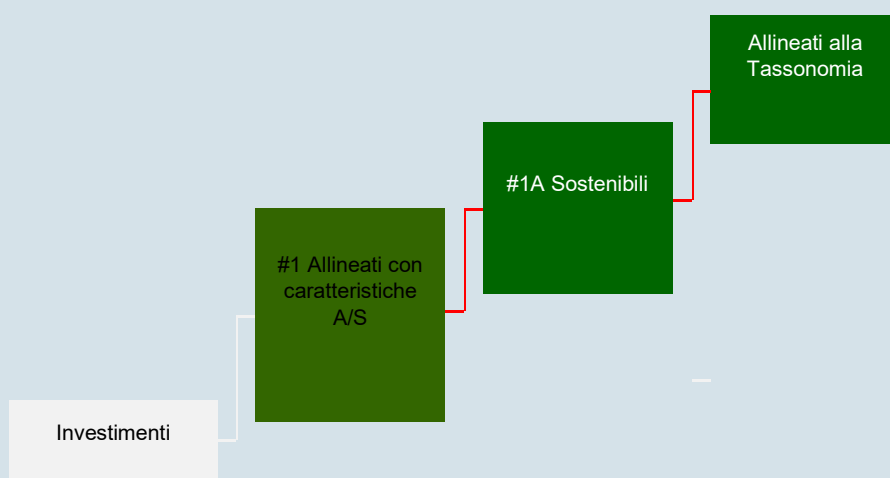 Allineati alla
Tassonomia
#1A Sostenibili
#1 Allineati con
caratteristiche
A/S
Investimenti